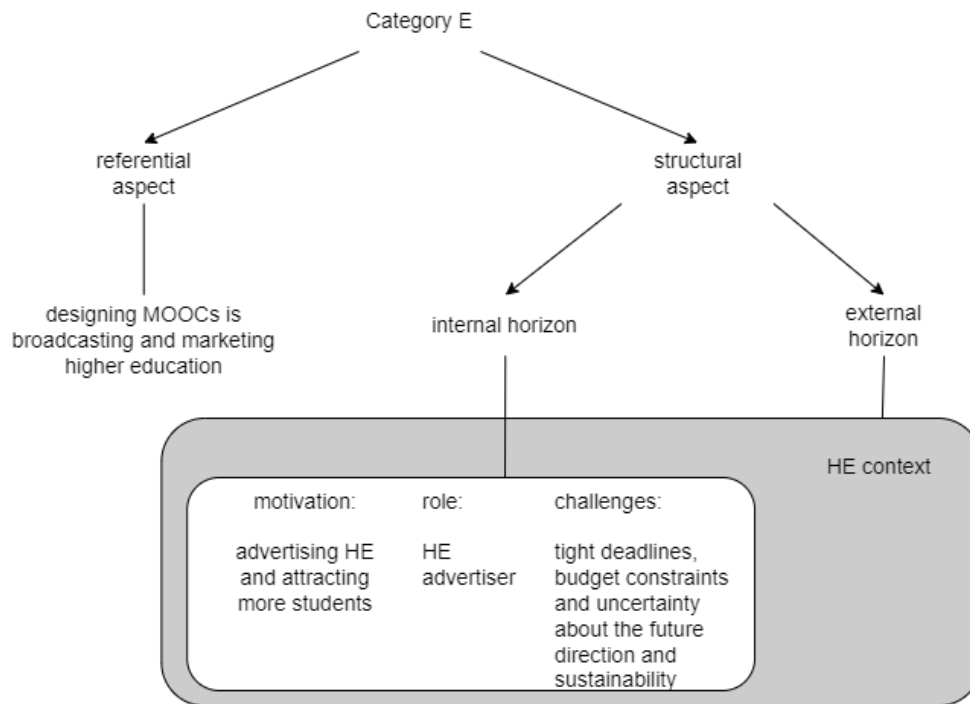 Category E
referential
aspect
structural
aspect
designing MOOCs is
broadcasting and marketing
higher education
internal horizon
external
horizon
HE context
motivation:
advertising HE
and attracting
more students
role:
HE
advertiser
challenges:
tight deadlines,
budget constraints
and uncertainty
about the future
direction and
sustainability